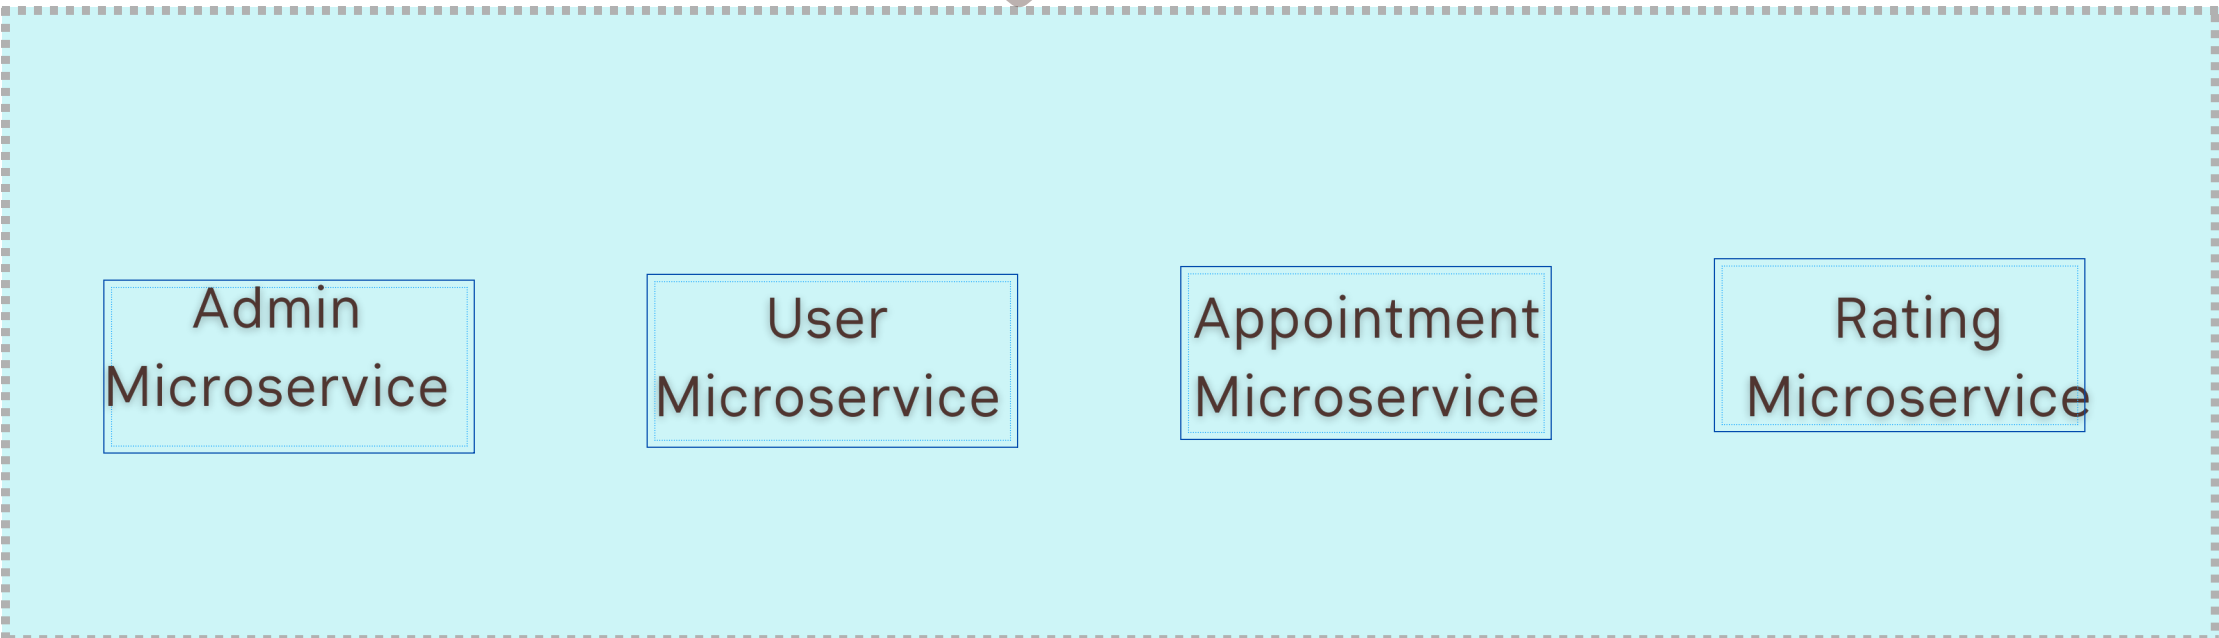 Admin
Microservice
User
Microservice
Appointment
Microservice
Rating
Microservice